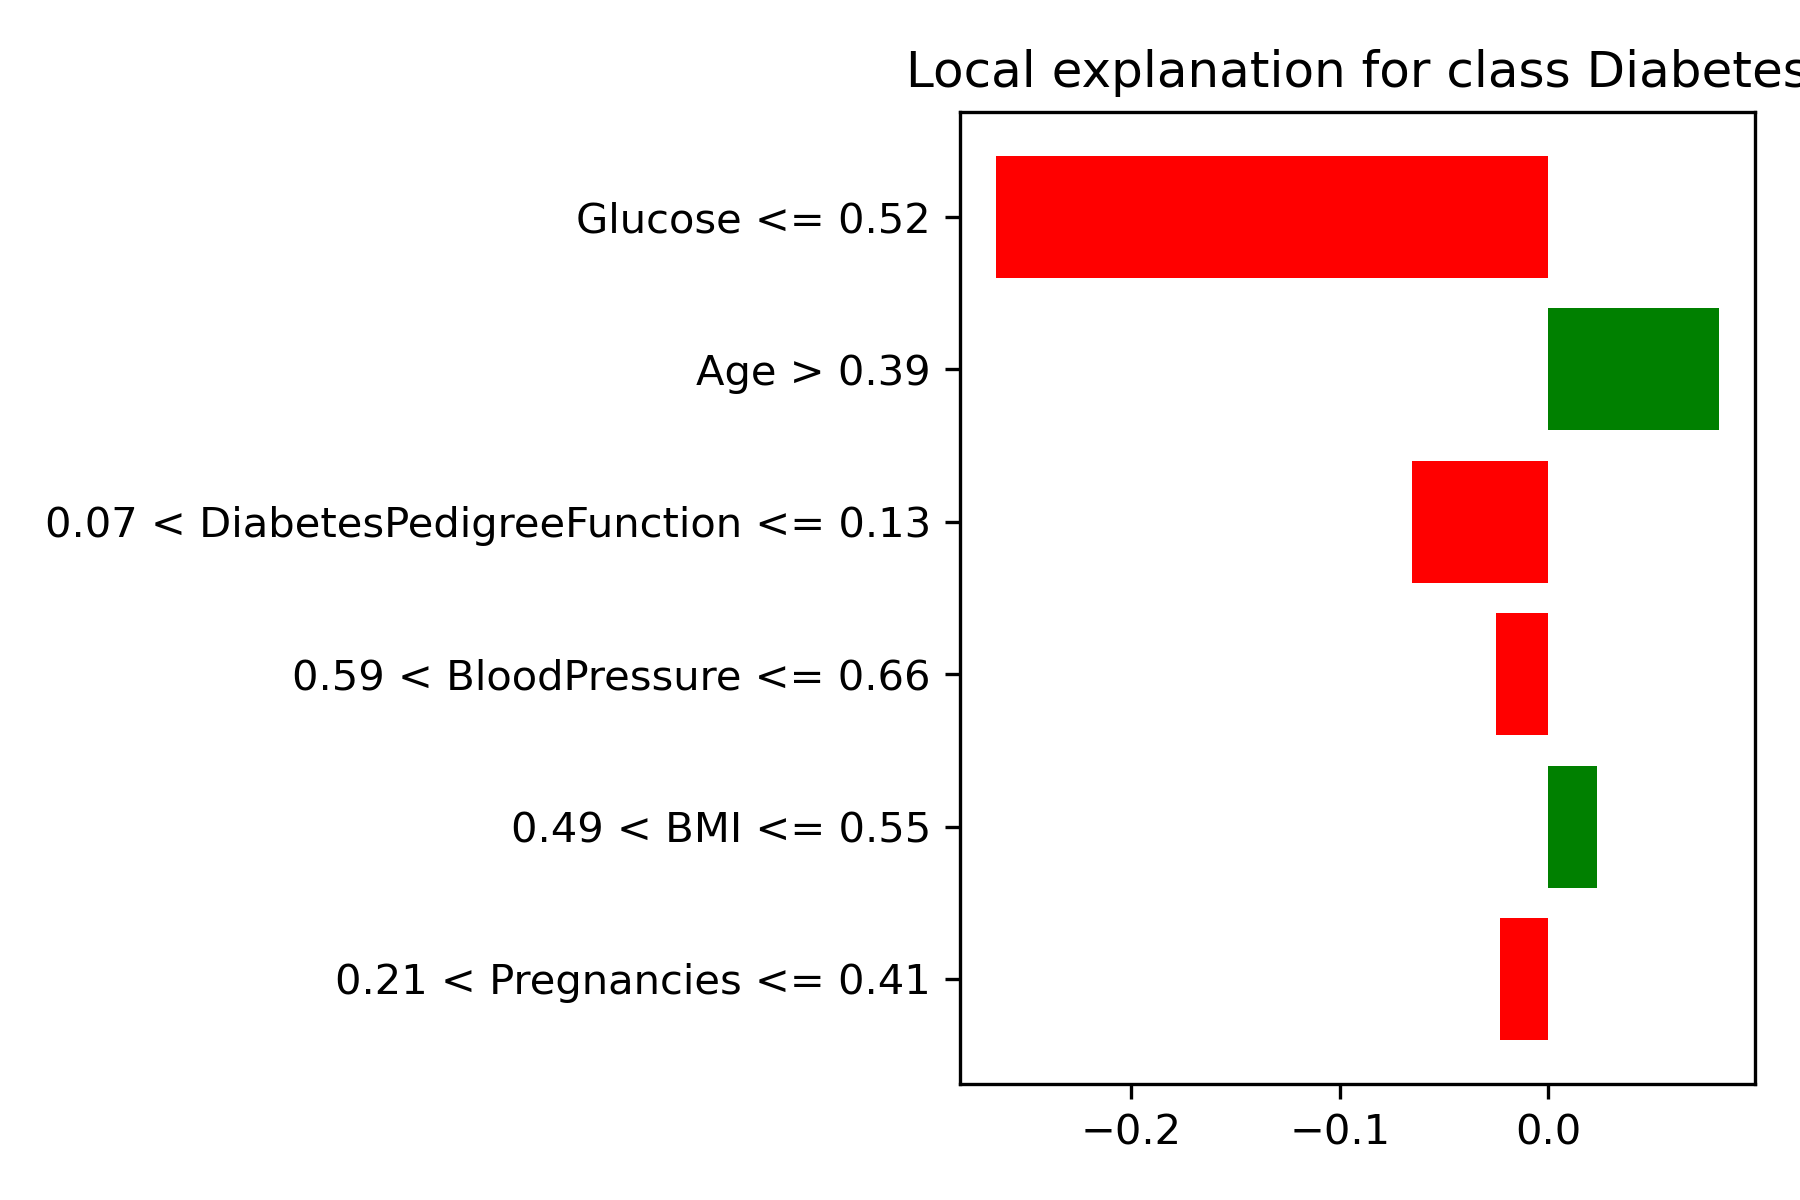 Local explanation for class Diabetes
Glucose <= 0.52
Age > 0.39
0.07 < DiabetesPedigreeFunction <= 0.13
0.59 < BloodPressure <= 0.66
0.49 < BMI <= 0.55
0.21 < Pregnancies <= 0.41
−0.2 −0.1 0.0